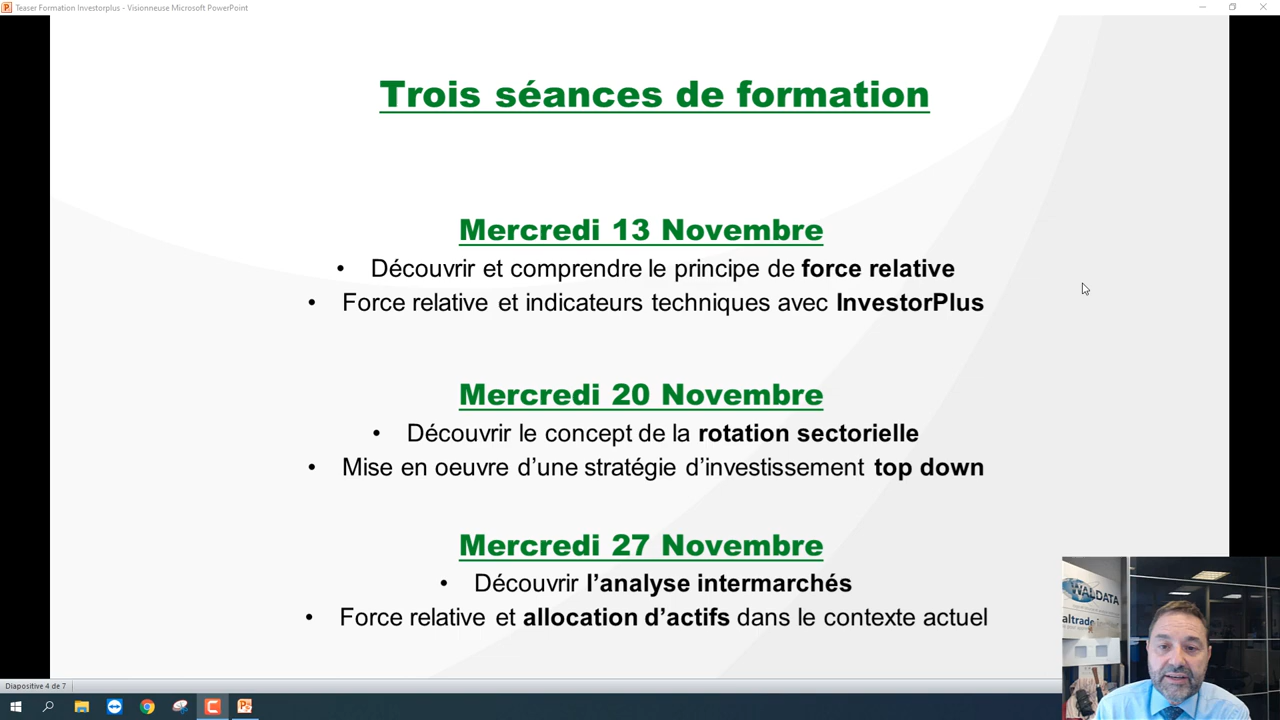 Teaser Formation Investorplus - Visionneuse Microsoft PowerPoint
Trois séances de formation
Mercredi 13 Novembre
• Découvrir et comprendre le principe de force relative
• Force relative et indicateurs techniques avec InvestorPlus
Mercredi 20 Novembre
• Découvrir le concept de la rotation sectorielle
• Mise en oeuvre d’une stratégie d’investissement top down
Mercredi 27 Novembre
• Découvrir l’analyse intermarchés
• Force relative et allocation d’actifs dans le contexte actuel
WALDATA
Diapositive 4 de 7